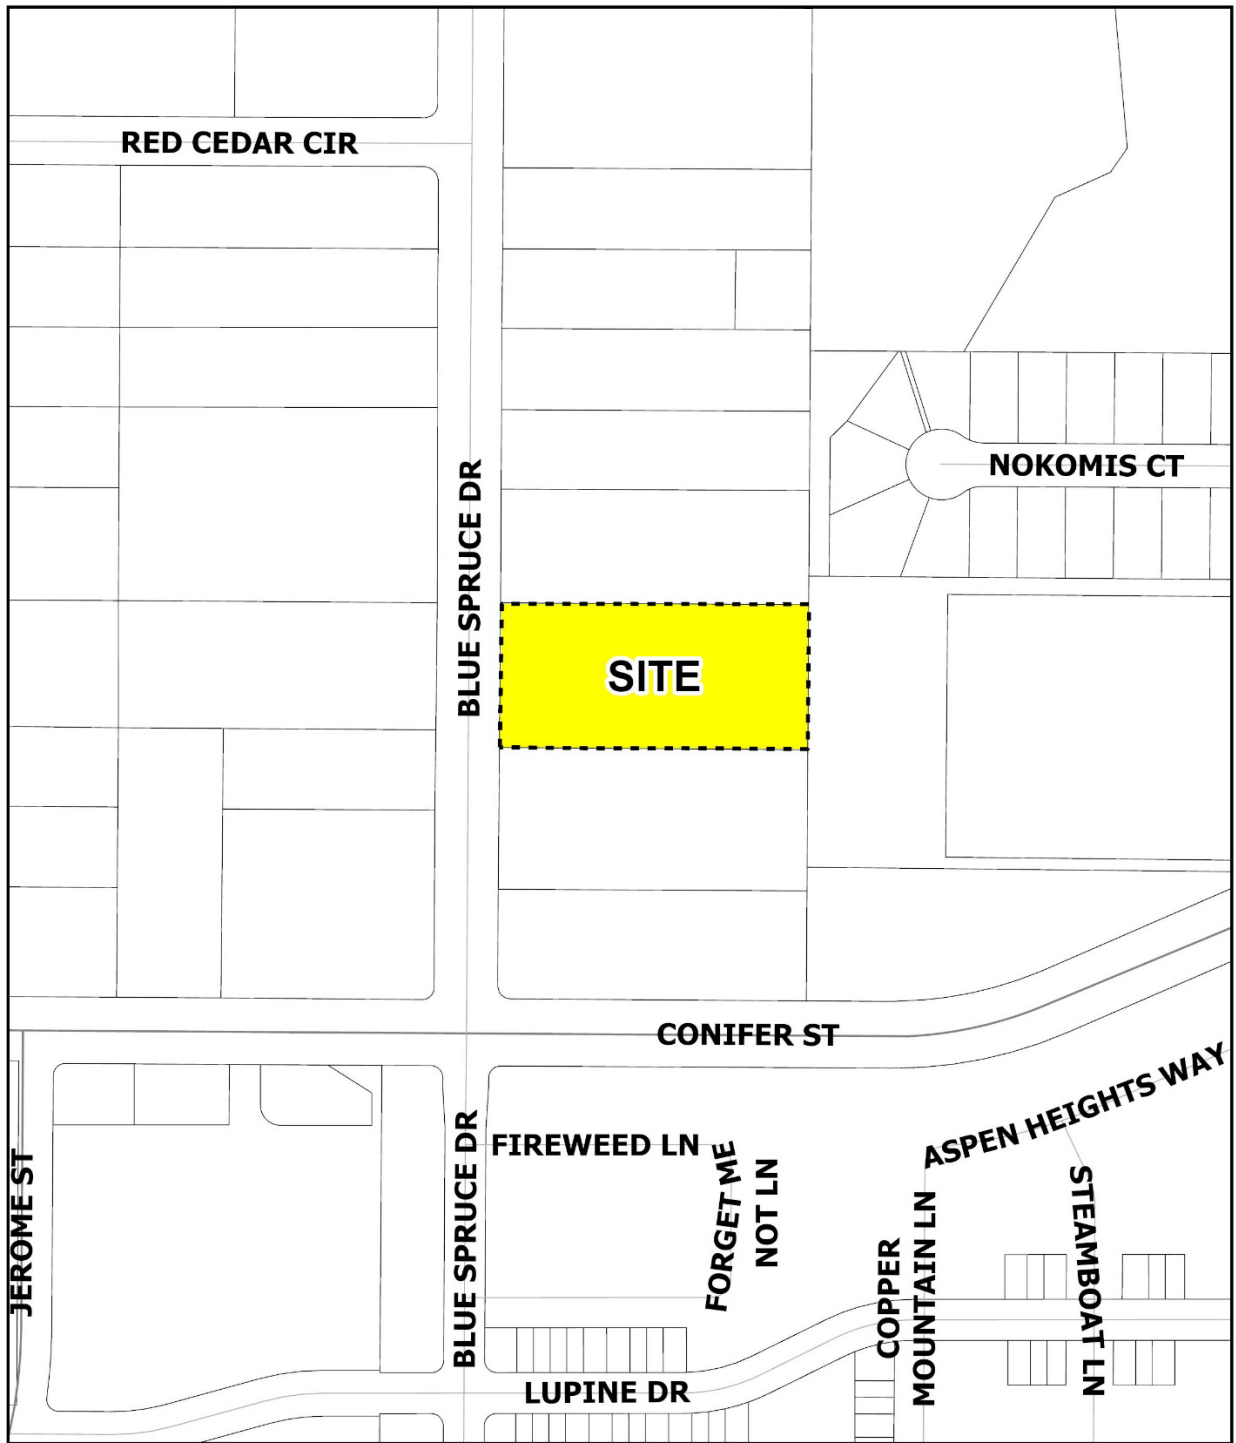 RED CEDAR CIR
NOKOMIS CT
BLUE SPRUCE DR
SITE
CONIFER ST
ASPEN HEIGHTS WAY
FIREWEED LN
FORGET ME
NOT LN
JEROME ST
BLUE SPRUCE DR
COPPER
MOUNTAIN LN
STEAMBOAT LN
LUPINE DR